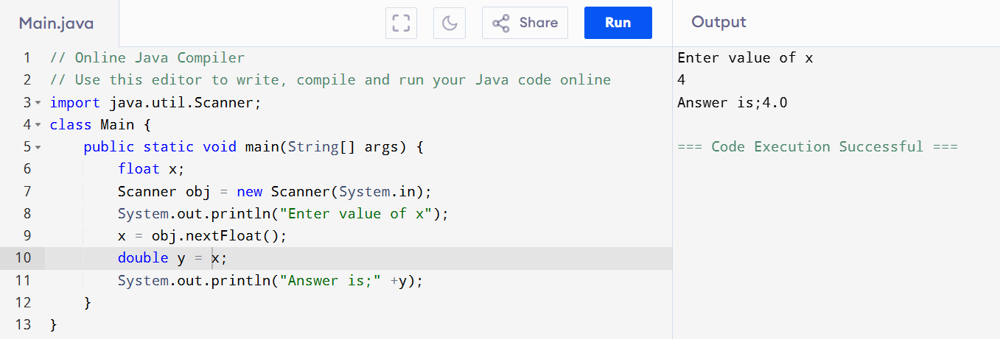 Main.java
Share
Run
Output
1 // Online Java Compiler
2 // Use this editor to write, compile and run your Java code online
3 import java.util.Scanner;
4 class Main {
5 public static void main(String[] args) {
6 float x;
7 Scanner obj = new Scanner(System.in);
8 System.out.println("Enter value of x");
9 x = obj.nextFloat();
10 double y = x;
11 System.out.println("Answer is;" +y);
12 }
13 }
Enter value of x
4
Answer is;4.0
=== Code Execution Successful ===